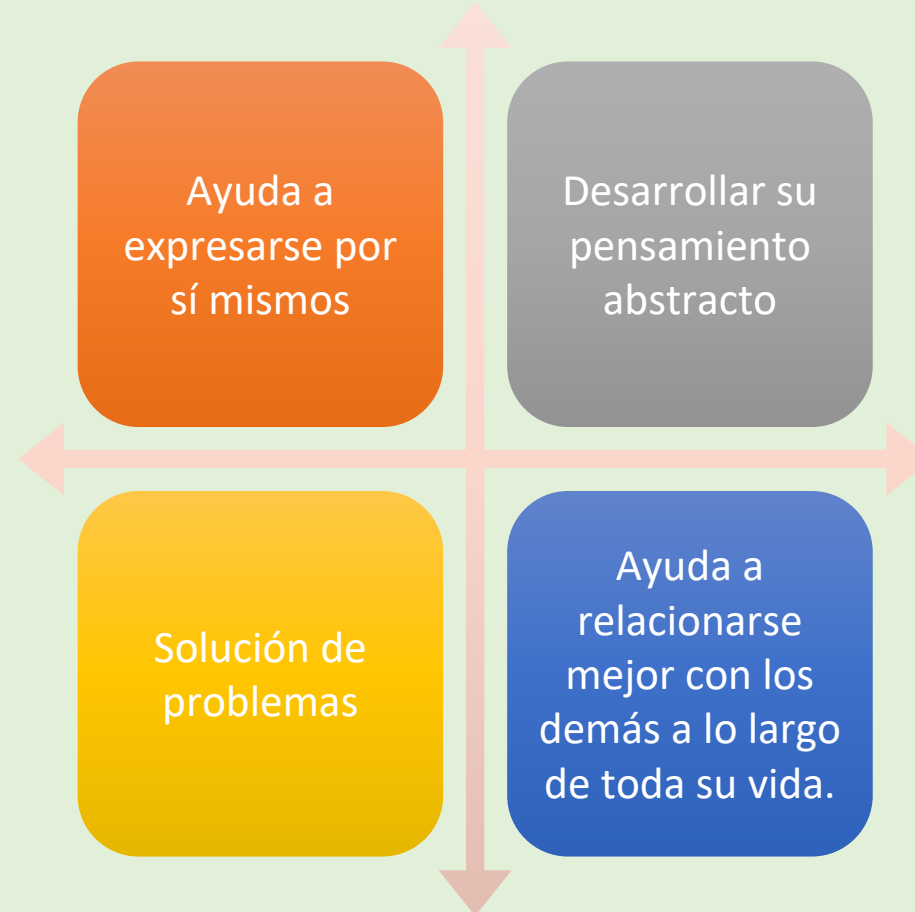 Ayuda a
expresarse por
sí mismos
Desarrollar su
pensamiento
abstracto
Solución de
problemas
Ayuda a
relacionarse
mejor con los
demás a lo largo
de toda su vida.